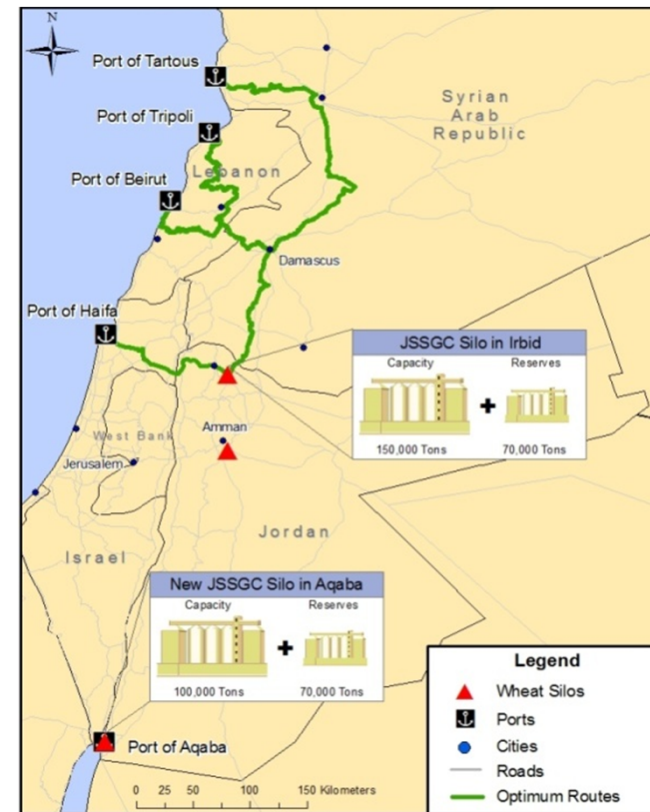 N
Port of Tartous
Port of Tripoli
Syrian
Arab
Republic
Lebanon
Port of Beirut
Damascus
Port of Haifa
JSSGC Silo in Irbid
Capacity
Reserves
150,000 Tons
70,000 Tons
Amman
West Bank
Jerusalem
Jordan
Israel
New JSSGC Silo in Aqaba
Capacity
Reserves
100,000 Tons
70,000 Tons
Port of Aqaba
0 25 50 100 150 Kilometers
Legend
Wheat Silos
Ports
Cities
Roads
Optimum Routes